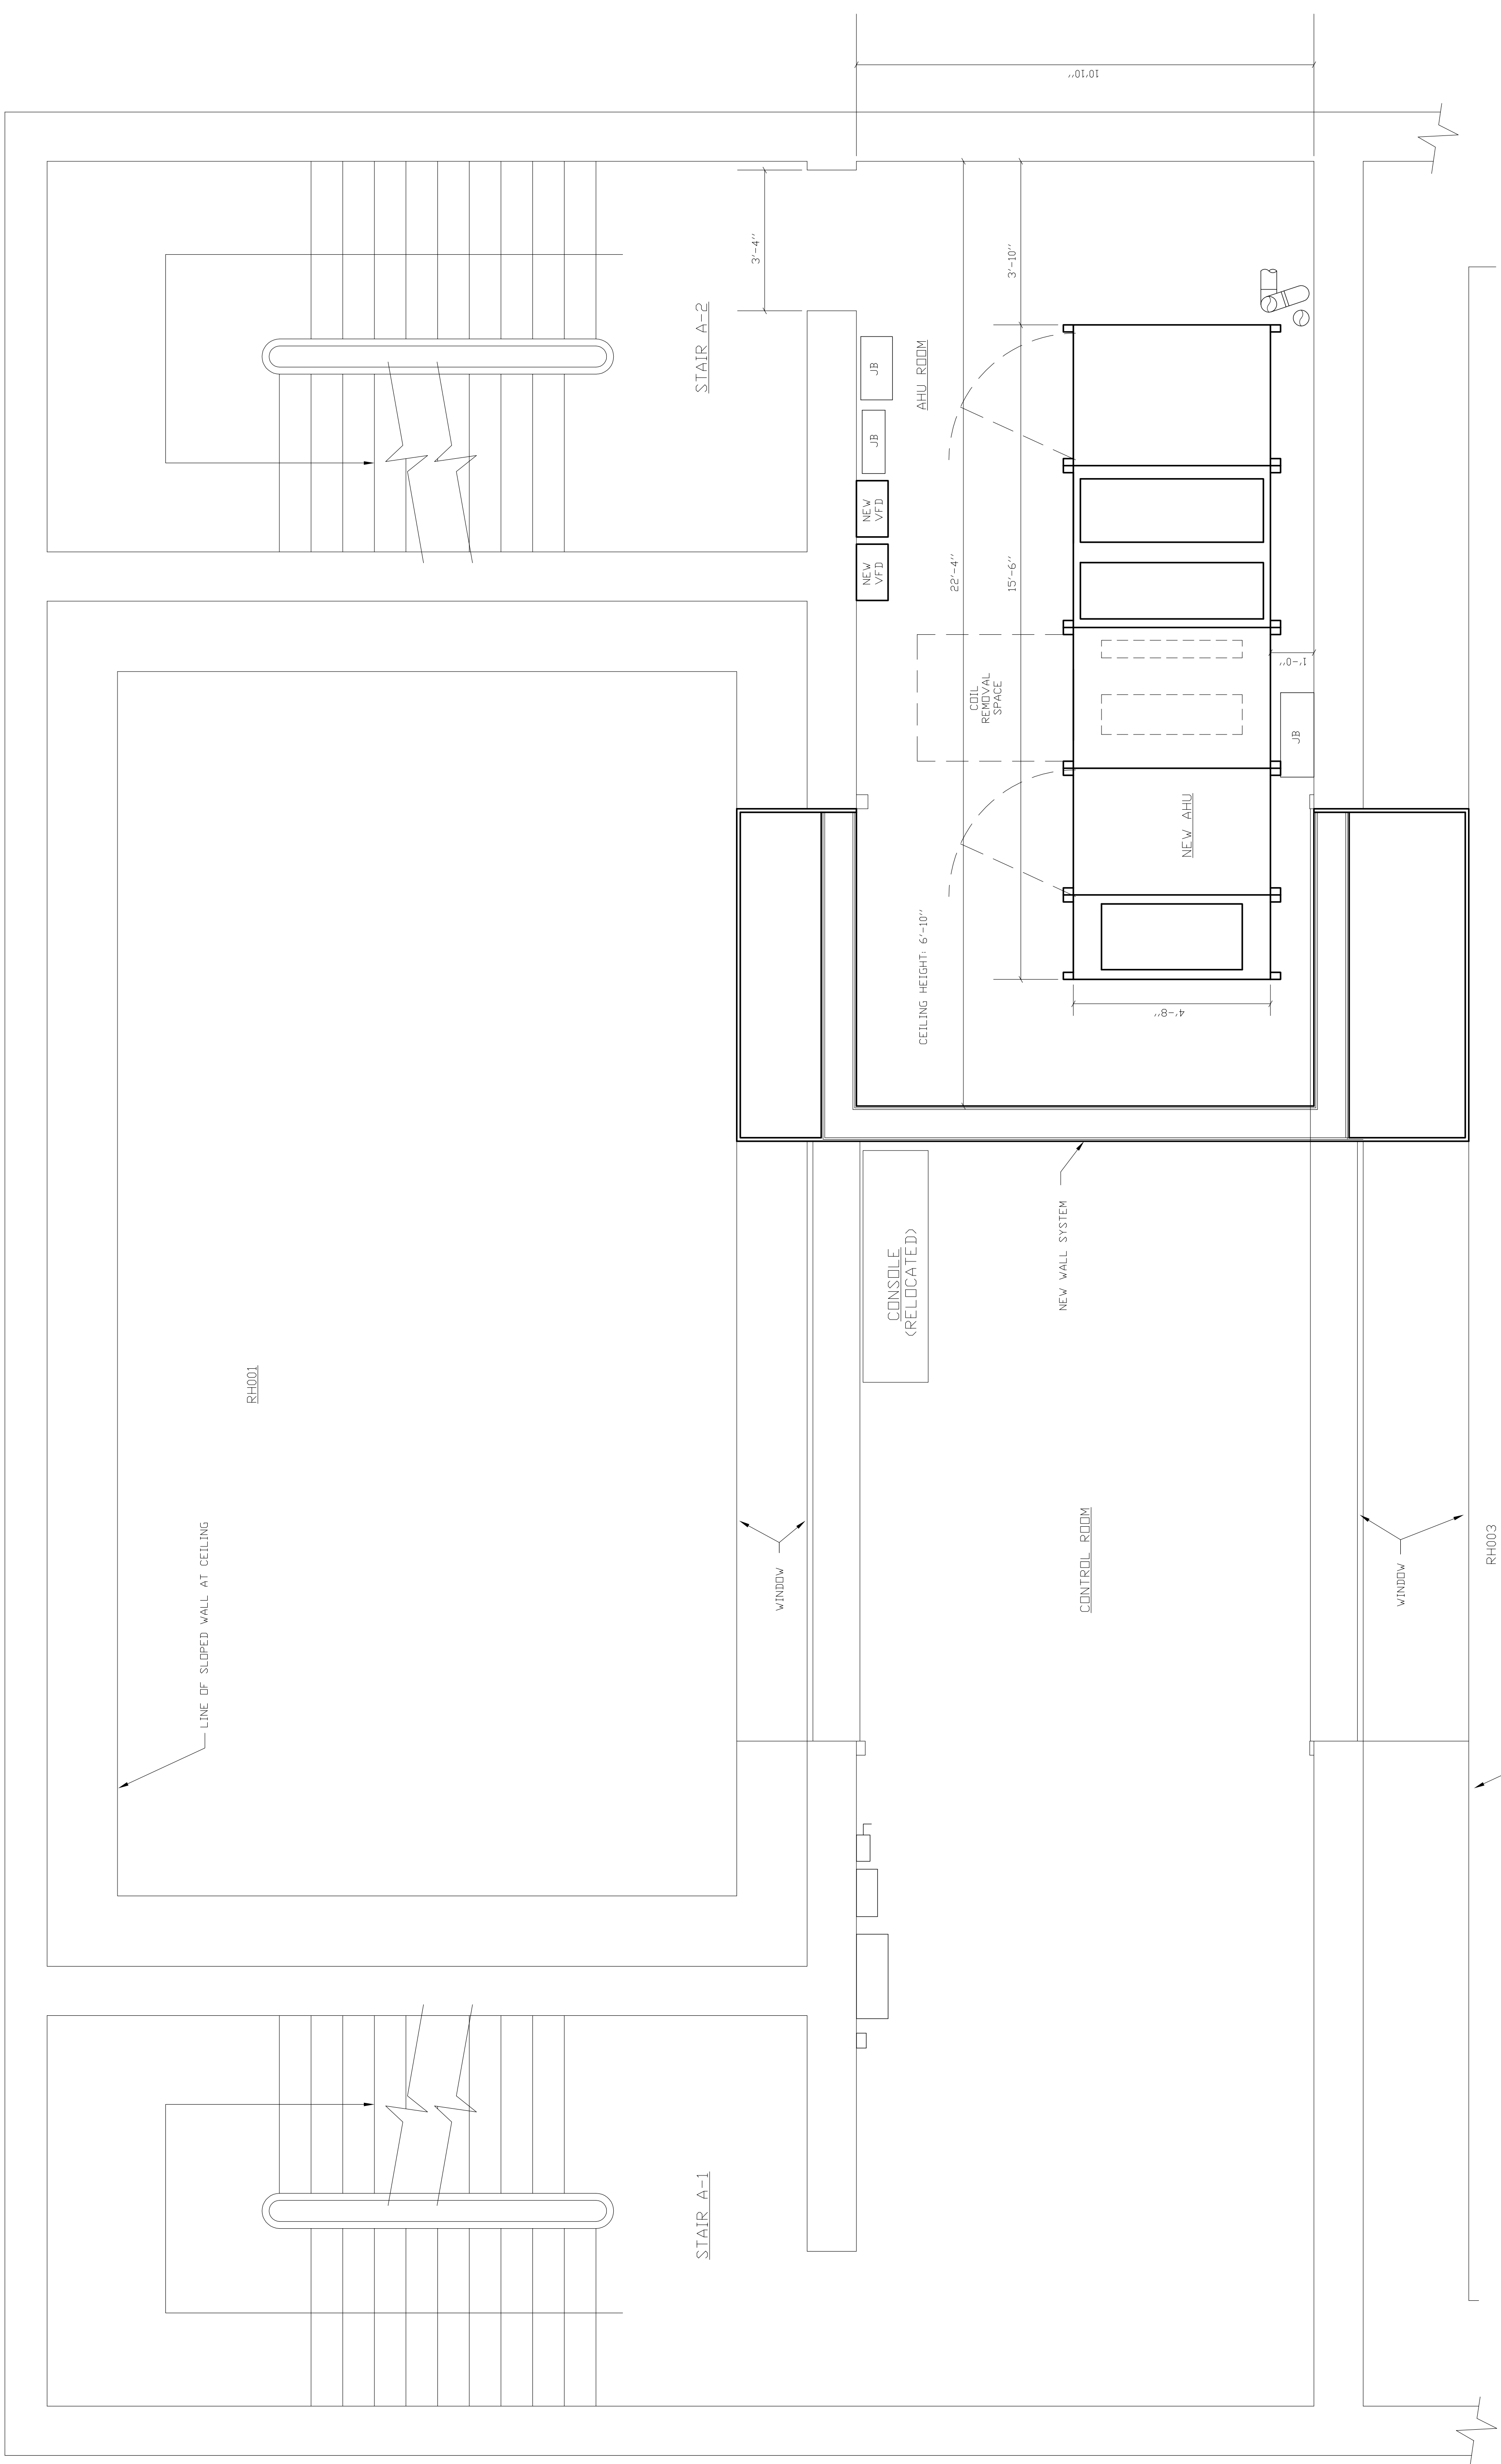 10'10''
3'-4''
3'-10''
STAIR A-2
JB
AHU ROOM
JB
NEW
VFD
NEW
VFD
22'-4''
15'-6''
COIL
REMOVAL
SPACE
1'-0''
JB
NEW AHU
CEILING HEIGHT: 6'-10''
4'-8''
CONSOLE
(RELOCATED)
NEW WALL SYSTEM
RH001
LINE OF SLOPED WALL AT CEILING
WINDOW
CONTROL ROOM
WINDOW
RH003
STAIR A-1